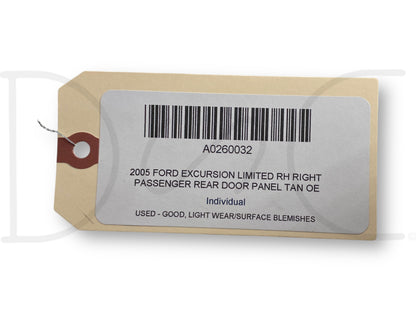 A0260032
2005 FORD EXCURSION LIMITED RH RIGHT
PASSENGER REAR DOOR PANEL TAN OE
Individual
USED - GOOD, LIGHT WEAR/SURFACE BLEMISHES